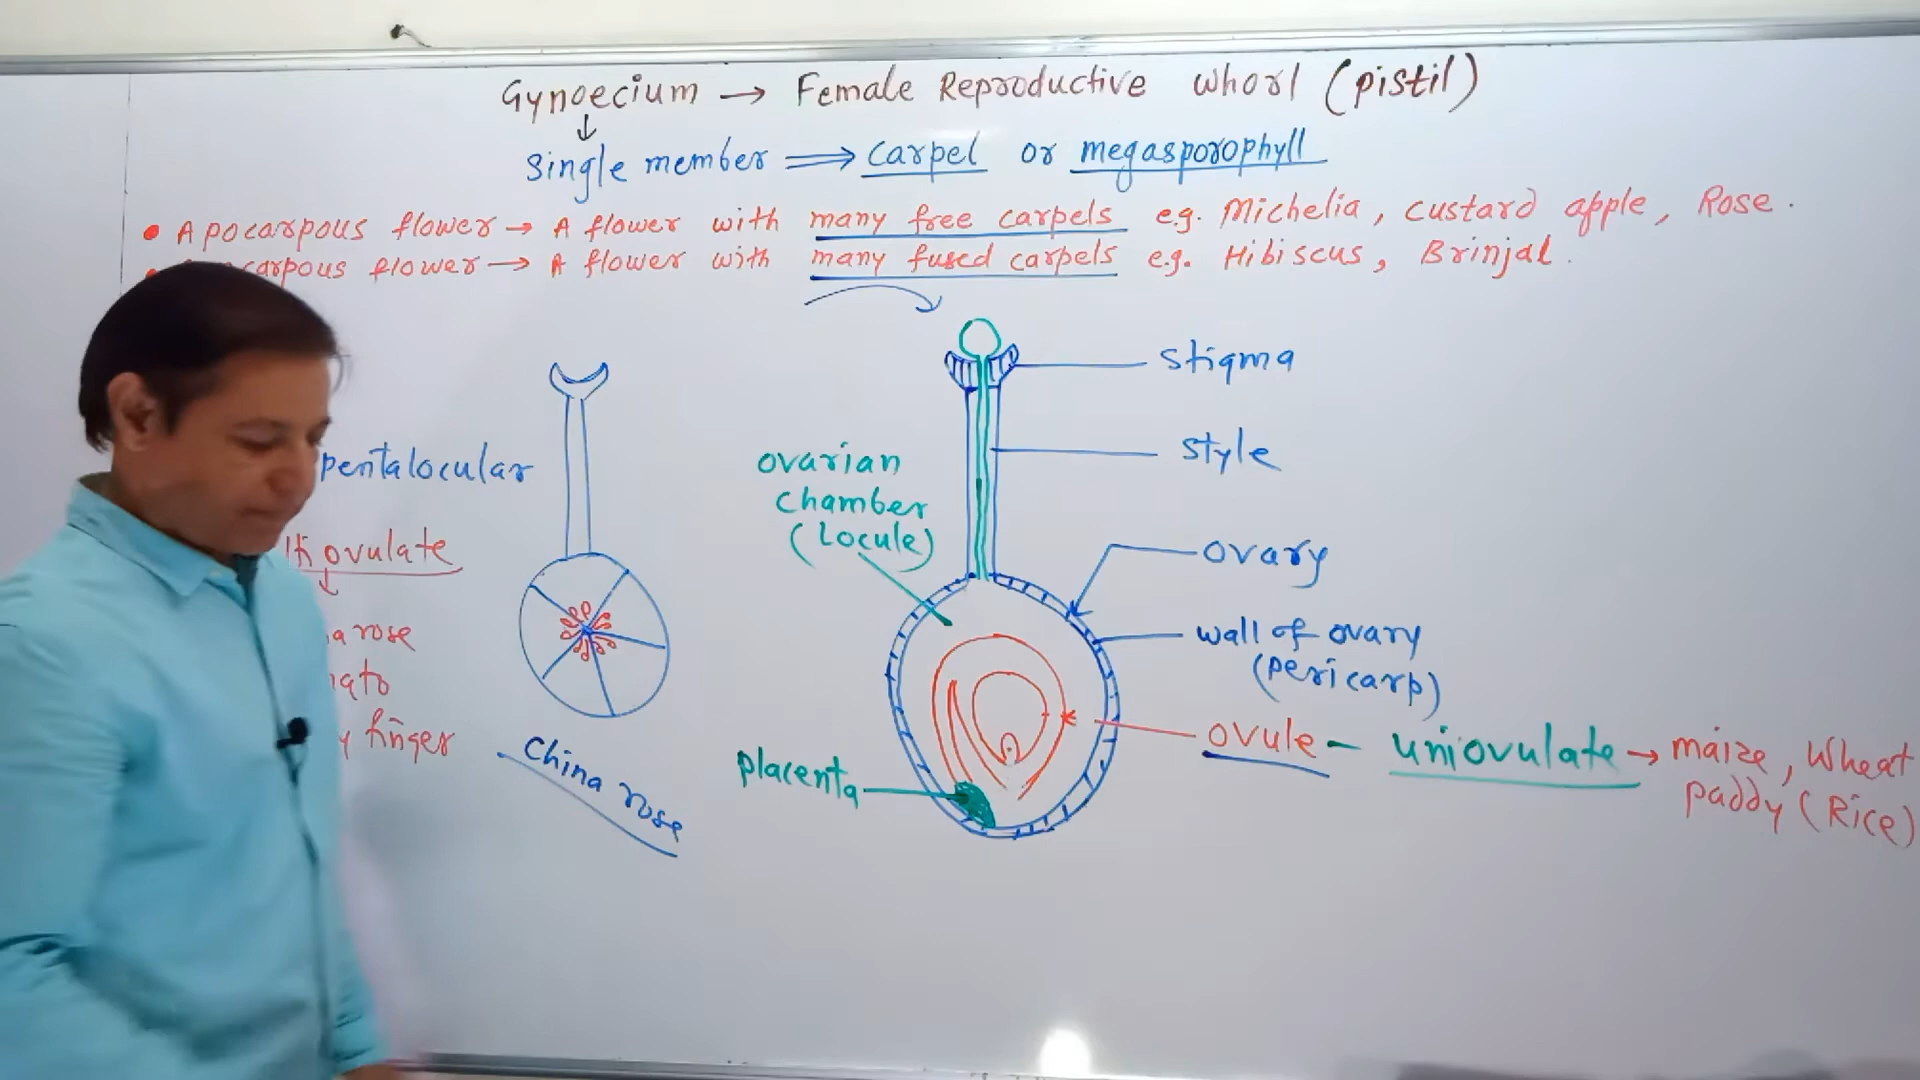 Gynoecium → Female Reproductive whorl (pistil)
↓
Single member ⟹ carpel or megasporophyll
• Apocarpous flower → A flower with many free carpels e.g. Michelia, custard apple, Rose.
carpous flower → A flower with many fused carpels e.g. Hibiscus, Brinjal.
Stigma
style
pentalocular
ovarian
chamber
(Locule)
ovulate
↓
ovary
a rose
wall of ovary
(pericarp)
finger
China rose
placenta
ovule – uniovulate → maize, wheat
paddy (Rice)